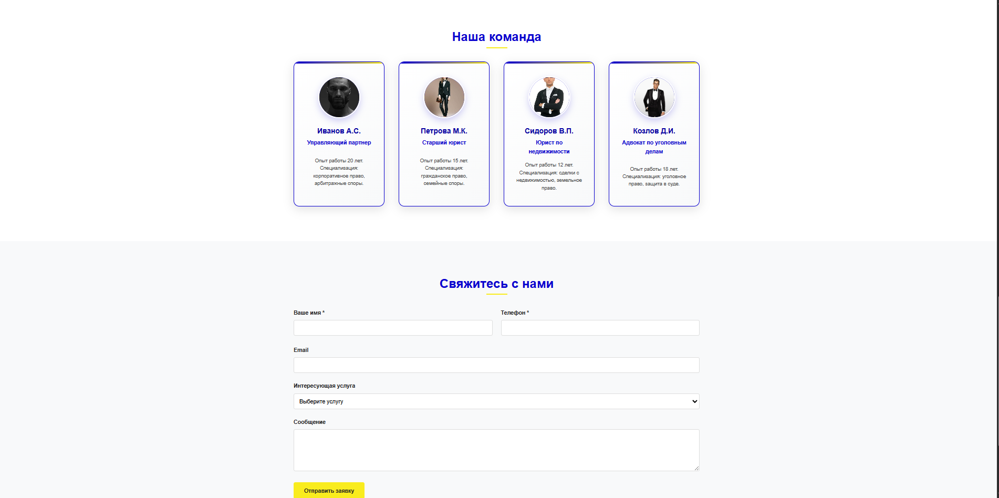 Наша команда
Иванов А.С.
Управляющий партнер
Опыт работы 20 лет.
Специализация:
корпоративное право,
арбитражные споры.
Петрова М.К.
Старший юрист
Опыт работы 15 лет.
Специализация:
гражданское право,
семейные споры.
Сидоров В.П.
Юрист по
недвижимости
Опыт работы 12 лет.
Специализация: сделки с
недвижимостью, земельное
право.
Козлов Д.И.
Адвокат по уголовным
делам
Опыт работы 18 лет.
Специализация: уголовное
право, защита в суде.
Свяжитесь с нами
Ваше имя *
Телефон *
Email
Интересующая услуга
Выберите услугу
Сообщение
Отправить заявку